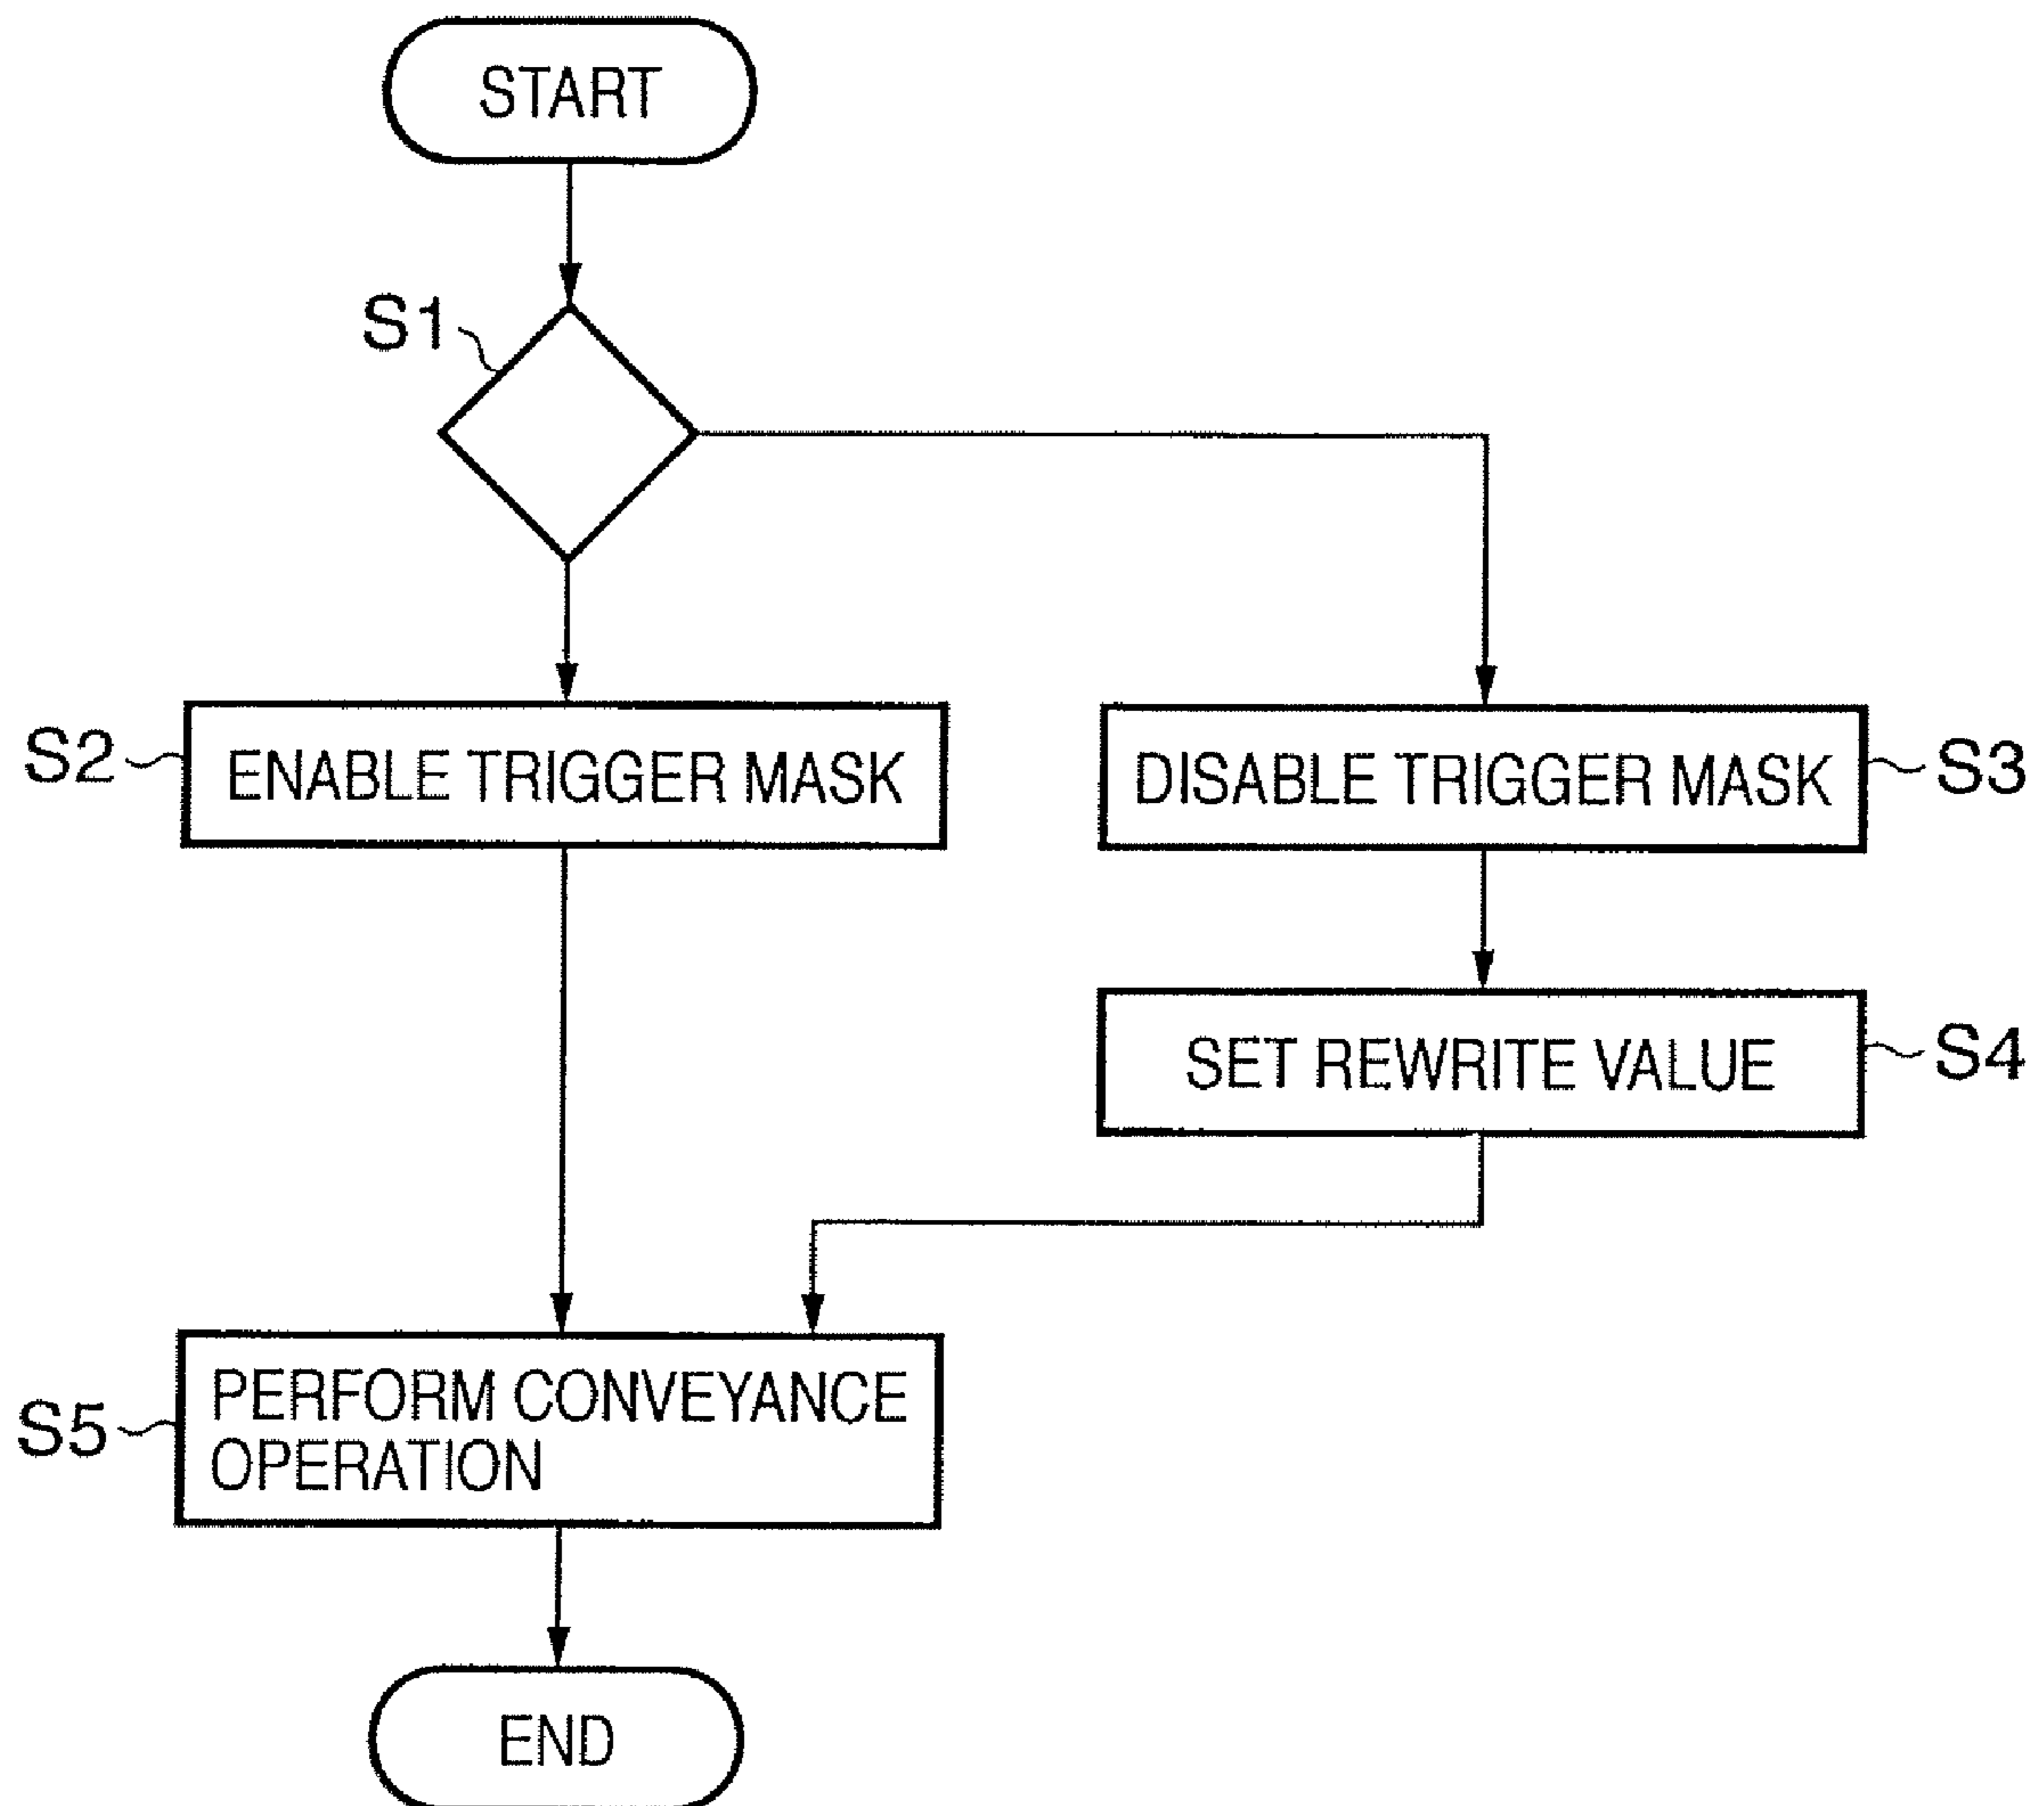 START
S1
S2
ENABLE TRIGGER MASK
DISABLE TRIGGER MASK
S3
SET REWRITE VALUE
S4
S5
PERFORM CONVEYANCE
OPERATION
END